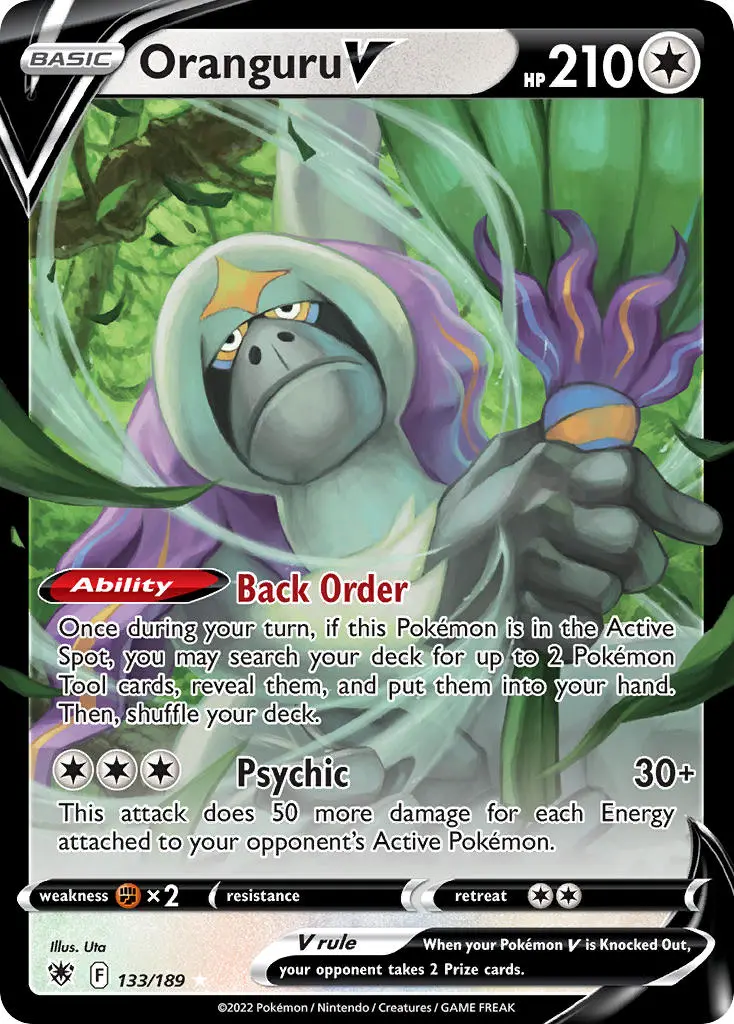 BASIC
Oranguru V
HP 210
Ability Back Order
Once during your turn, if this Pokémon is in the Active
Spot, you may search your deck for up to 2 Pokémon
Tool cards, reveal them, and put them into your hand.
Then, shuffle your deck.
Psychic 30+
This attack does 50 more damage for each Energy
attached to your opponent's Active Pokémon.
weakness ×2 resistance retreat
Illus. Uta
V rule When your Pokémon V is Knocked Out,
your opponent takes 2 Prize cards.
F 133/189
©2022 Pokémon / Nintendo / Creatures / GAME FREAK